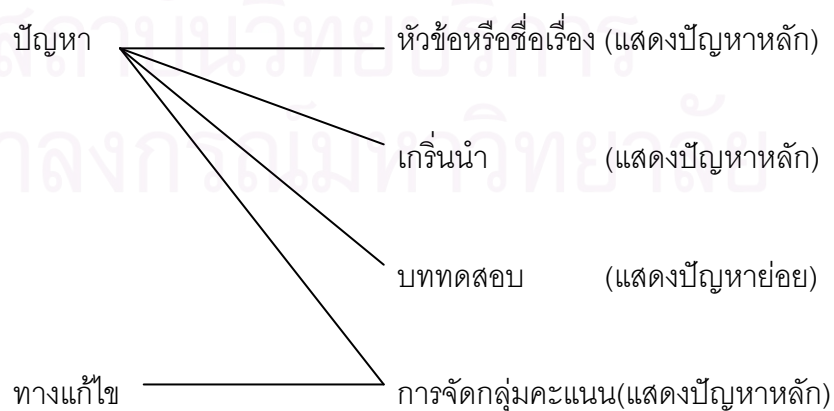 ปัญหา หัวข้อหรือชื่อเรื่อง (แสดงปัญหาหลัก)
เกริ่นนำ (แสดงปัญหาหลัก)
บททดสอบ (แสดงปัญหาย่อย)
ทางแก้ไข การจัดกลุ่มคะแนน(แสดงปัญหาหลัก)